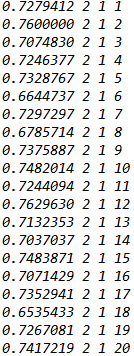 0.7279412 2 1 1
0.7600000 2 1 2
0.7074830 2 1 3
0.7246377 2 1 4
0.7328767 2 1 5
0.6644737 2 1 6
0.7297297 2 1 7
0.6785714 2 1 8
0.7375887 2 1 9
0.7482014 2 1 10
0.7244094 2 1 11
0.7629630 2 1 12
0.7132353 2 1 13
0.7037037 2 1 14
0.7483871 2 1 15
0.7071429 2 1 16
0.7352941 2 1 17
0.6535433 2 1 18
0.7267081 2 1 19
0.7417219 2 1 20